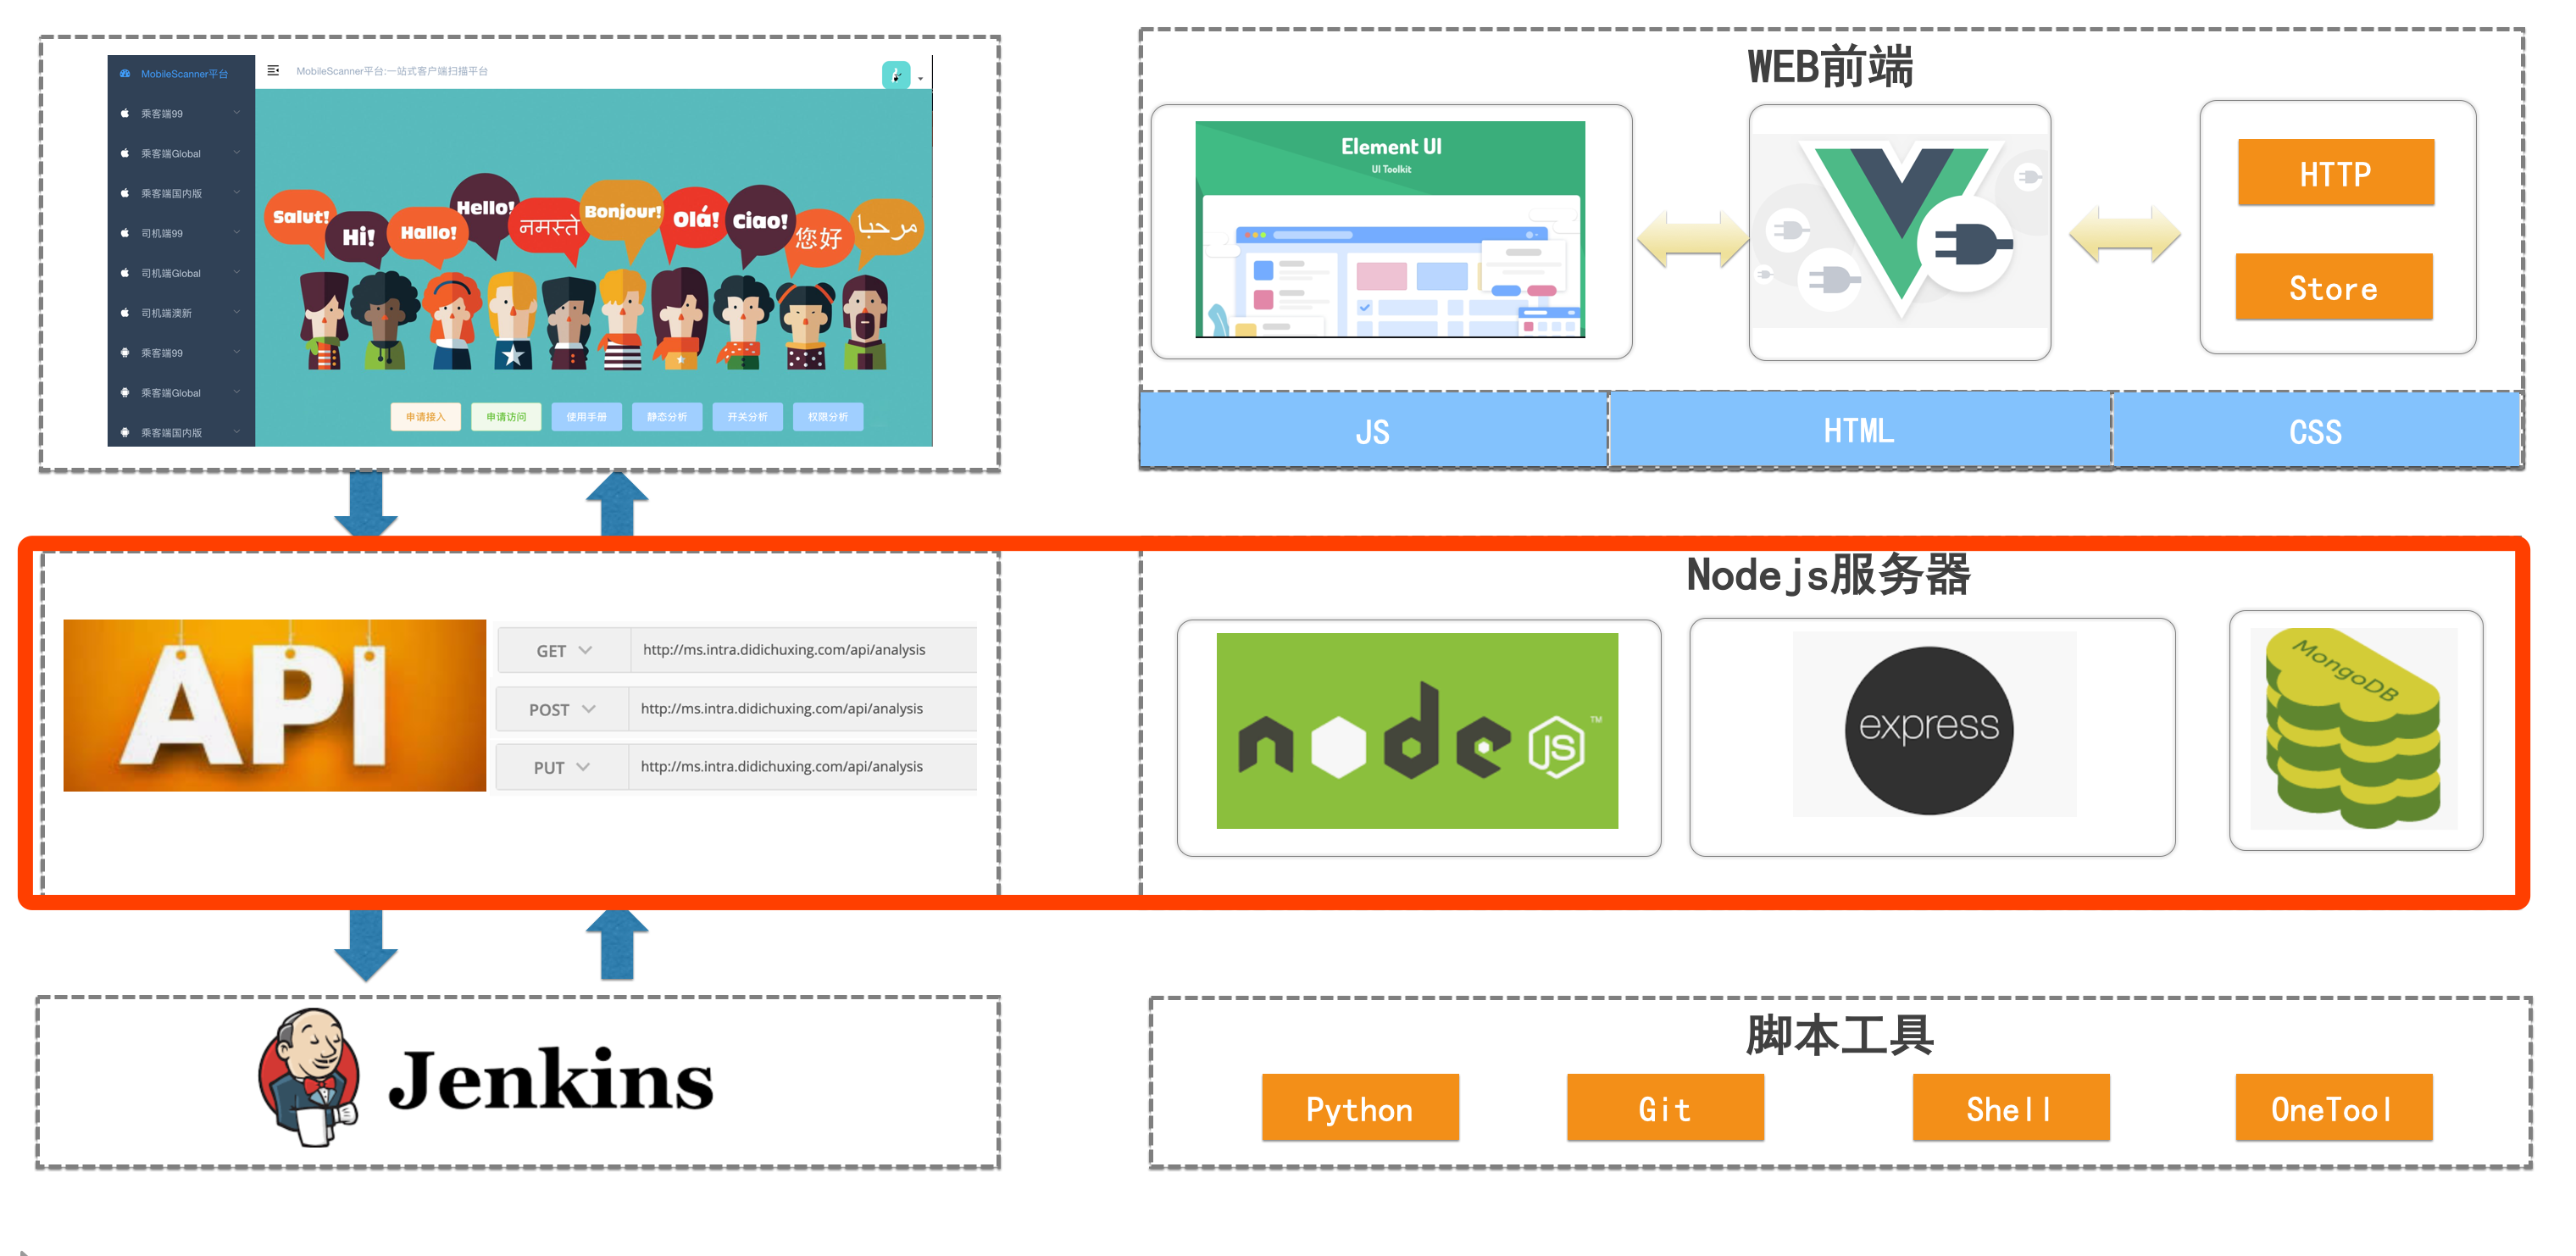 MobileScanner平台
MobileScanner平台:一站式客户端扫描平台
乘客端99
乘客端Global
乘客端国内版
司机端99
司机端Global
司机端澳新
乘客端99
乘客端Global
乘客端国内版
Salut!
Hi!
Hallo!
Hello!
नमस्ते
Bonjour!
Olá!
Ciao!
您好
مرحبا
申请接入
申请访问
使用手册
静态分析
开关分析
权限分析
WEB前端
Element UI
UI Toolkit
HTTP
Store
JS
HTML
CSS
API
GET http://ms.intra.didichuxing.com/api/analysis
POST http://ms.intra.didichuxing.com/api/analysis
PUT http://ms.intra.didichuxing.com/api/analysis
Nodejs服务器
node JS ™
express
MongoDB
Jenkins
脚本工具
Python
Git
Shell
OneTool